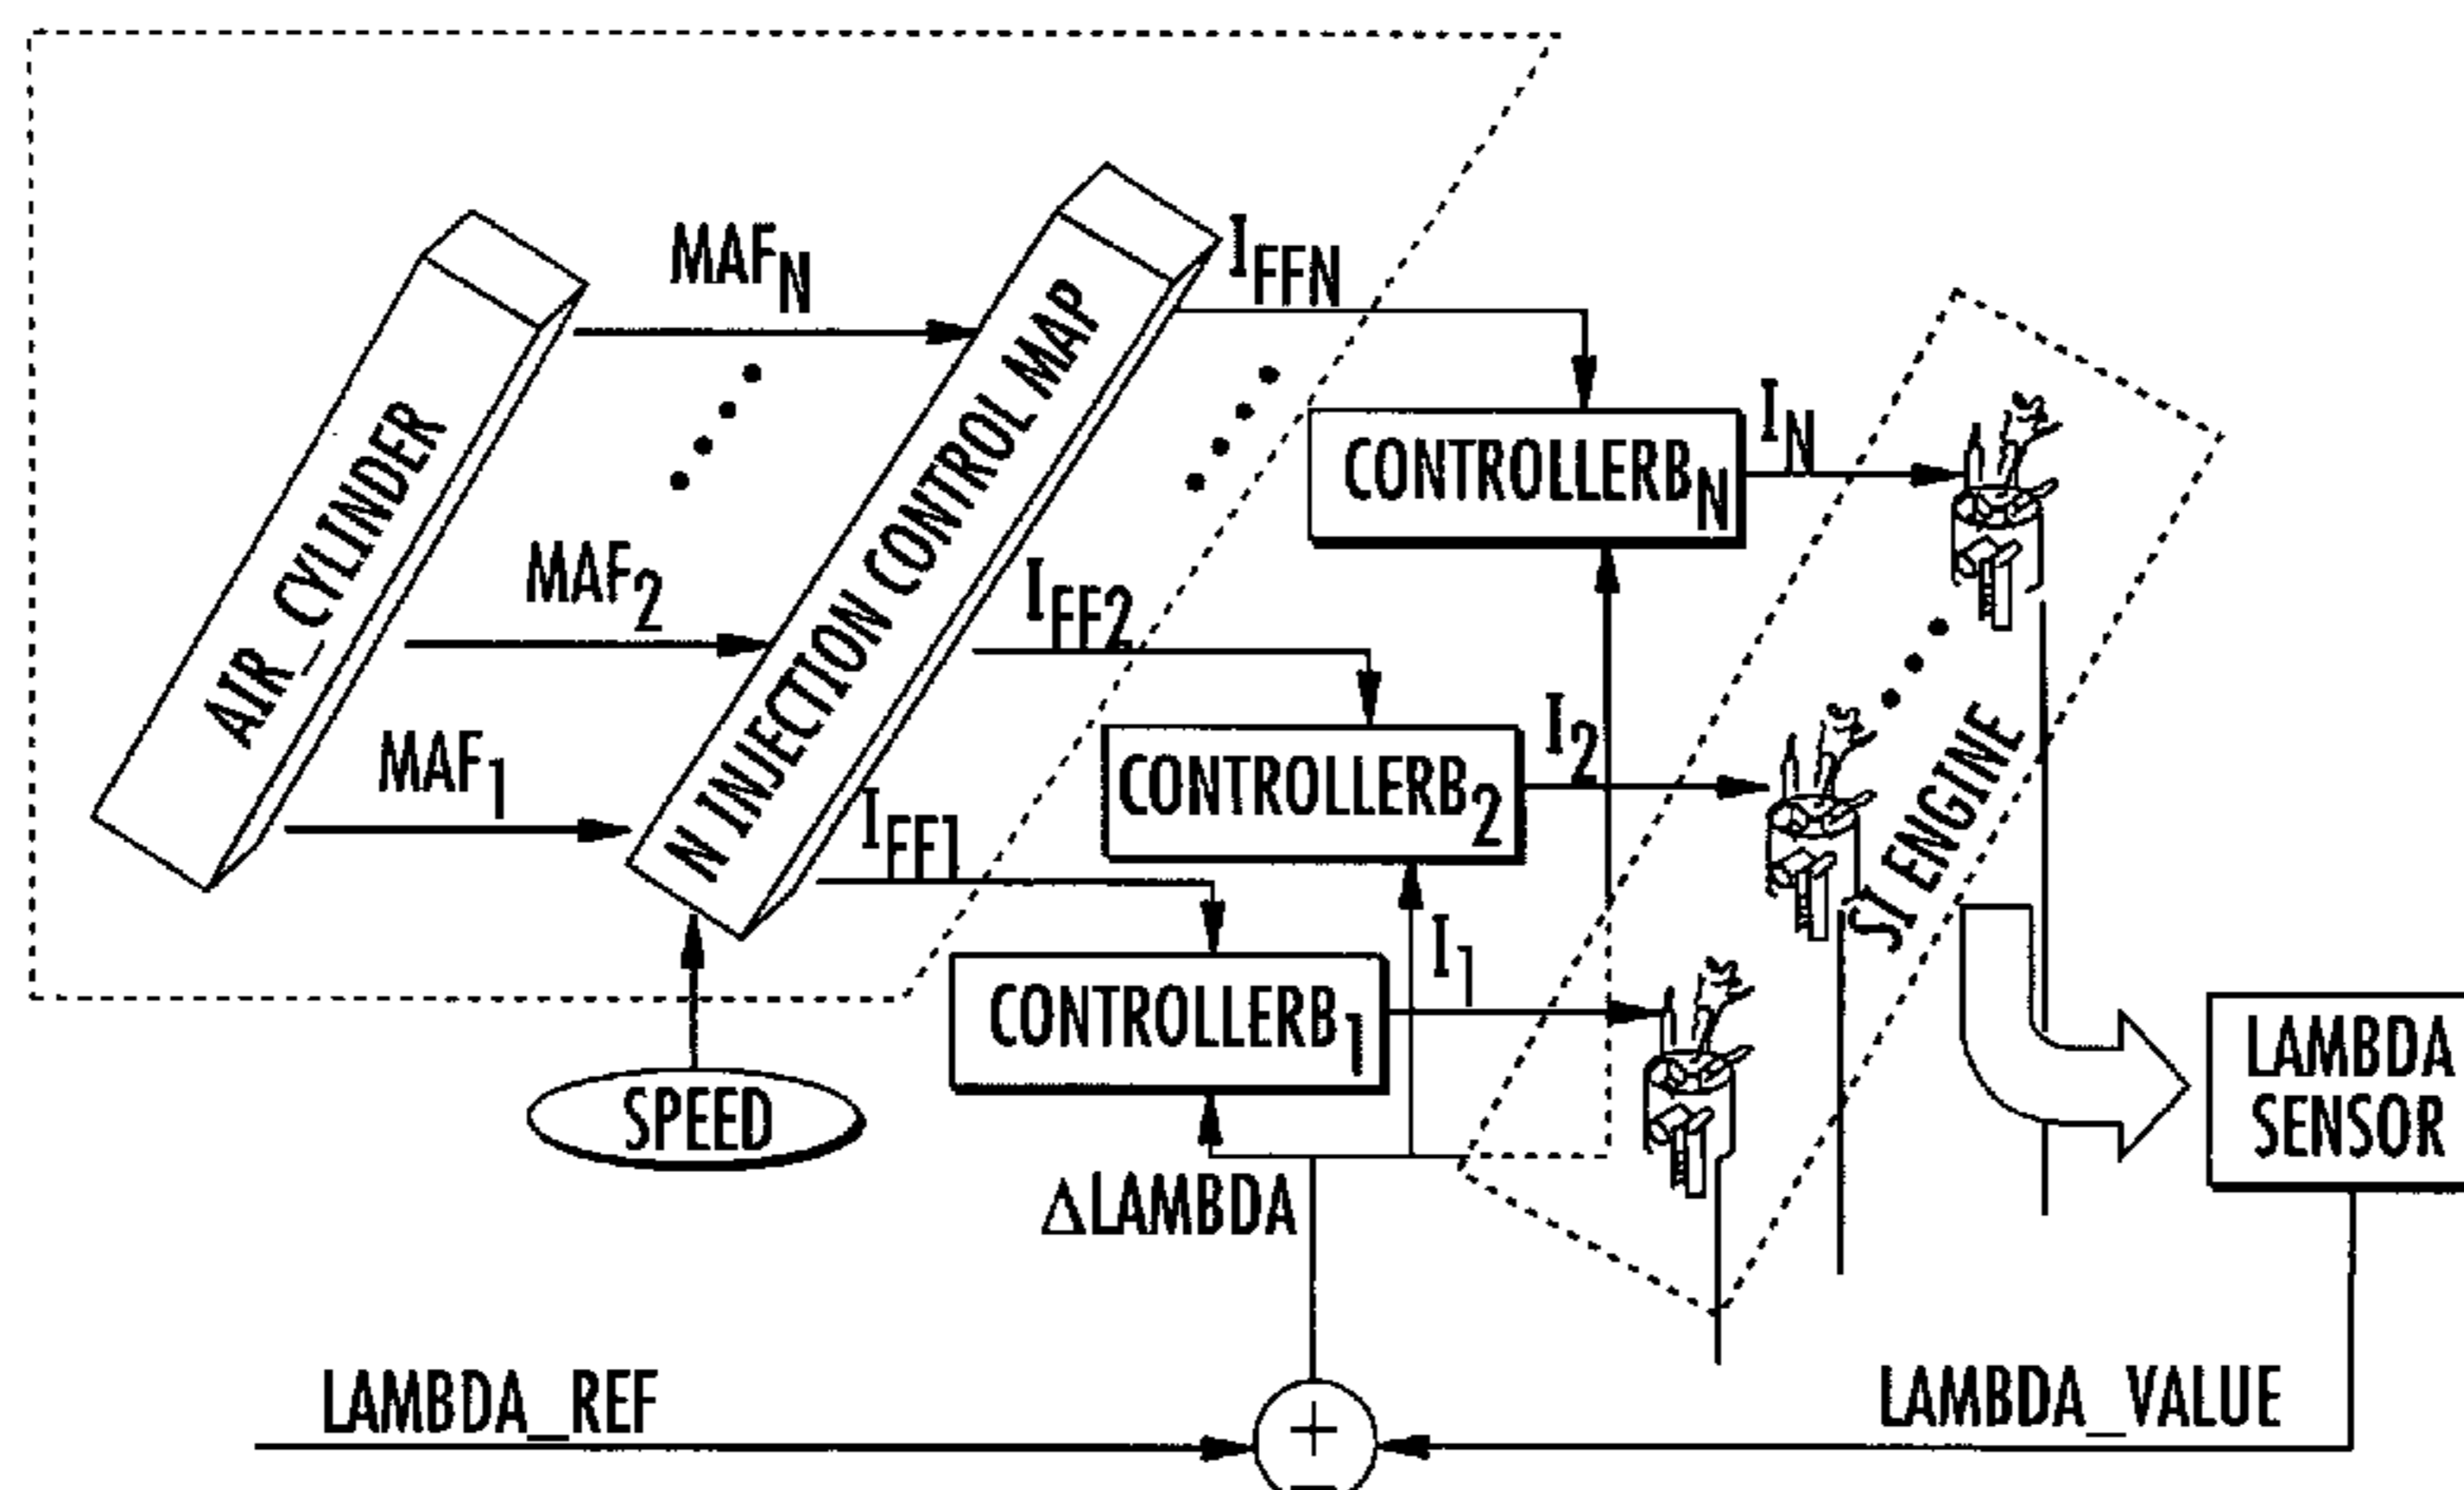 MAF_N
I_FFN
AIR_CYLINDER
N INJECTION CONTROL MAP
CONTROLLERB_N
I_N
MAF_2
I_FF2
MAF_1
CONTROLLERB_2
I_2
I_FF1
SI ENGINE
CONTROLLERB_1
I_1
SPEED
LAMBDA
SENSOR
ΔLAMBDA
LAMBDA_REF
+
−
LAMBDA_VALUE